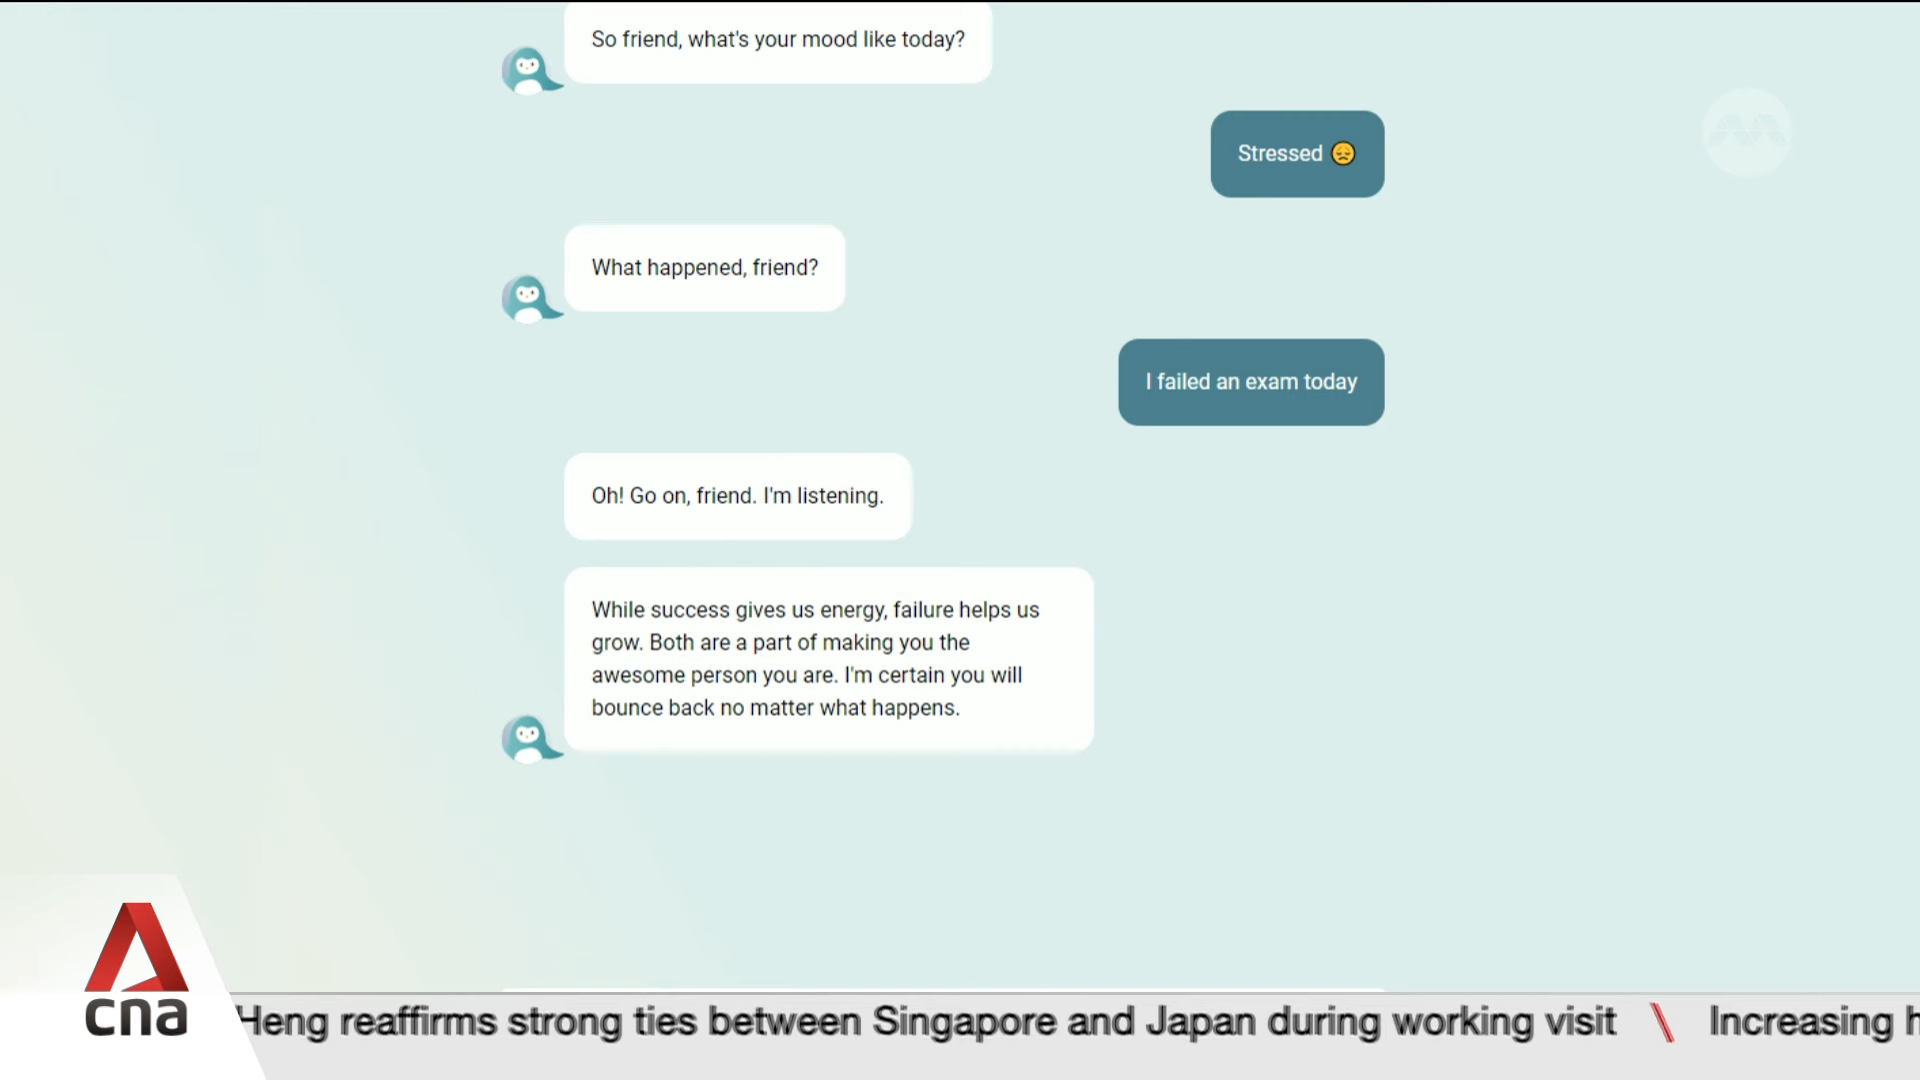 So friend, what's your mood like today?
Stressed 😞
What happened, friend?
I failed an exam today
Oh! Go on, friend. I'm listening.
While success gives us energy, failure helps us
grow. Both are a part of making you the
awesome person you are. I'm certain you will
bounce back no matter what happens.
cna
Heng reaffirms strong ties between Singapore and Japan during working visit \ Increasing